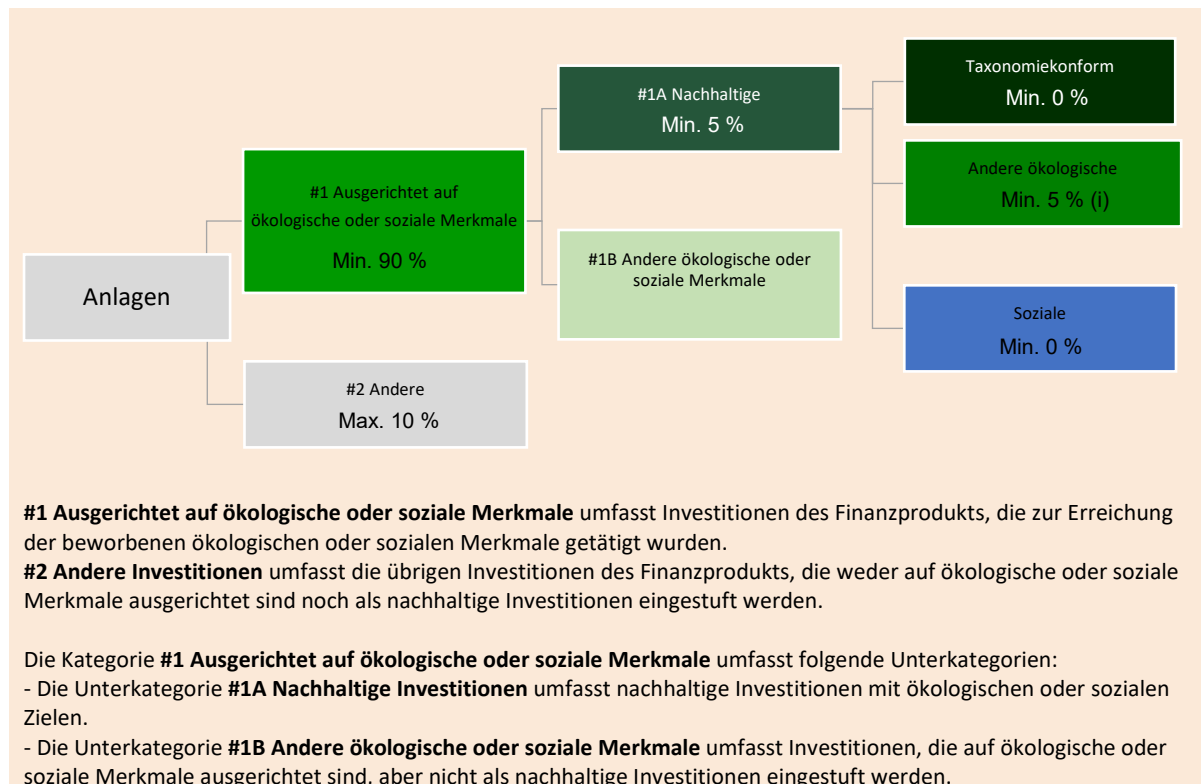 Taxonomiekonform
Min. 0 %
#1A Nachhaltige
Min. 5 %
Andere ökologische
Min. 5 % (i)
#1 Ausgerichtet auf
ökologische oder soziale Merkmale
Min. 90 %
#1B Andere ökologische oder
soziale Merkmale
Anlagen
Soziale
Min. 0 %
#2 Andere
Max. 10 %
#1 Ausgerichtet auf ökologische oder soziale Merkmale umfasst Investitionen des Finanzprodukts, die zur Erreichung
der beworbenen ökologischen oder sozialen Merkmale getätigt wurden.
#2 Andere Investitionen umfasst die übrigen Investitionen des Finanzprodukts, die weder auf ökologische oder soziale
Merkmale ausgerichtet sind noch als nachhaltige Investitionen eingestuft werden.
Die Kategorie #1 Ausgerichtet auf ökologische oder soziale Merkmale umfasst folgende Unterkategorien:
- Die Unterkategorie #1A Nachhaltige Investitionen umfasst nachhaltige Investitionen mit ökologischen oder sozialen
Zielen.
- Die Unterkategorie #1B Andere ökologische oder soziale Merkmale umfasst Investitionen, die auf ökologische oder
soziale Merkmale ausgerichtet sind, aber nicht als nachhaltige Investitionen eingestuft werden.